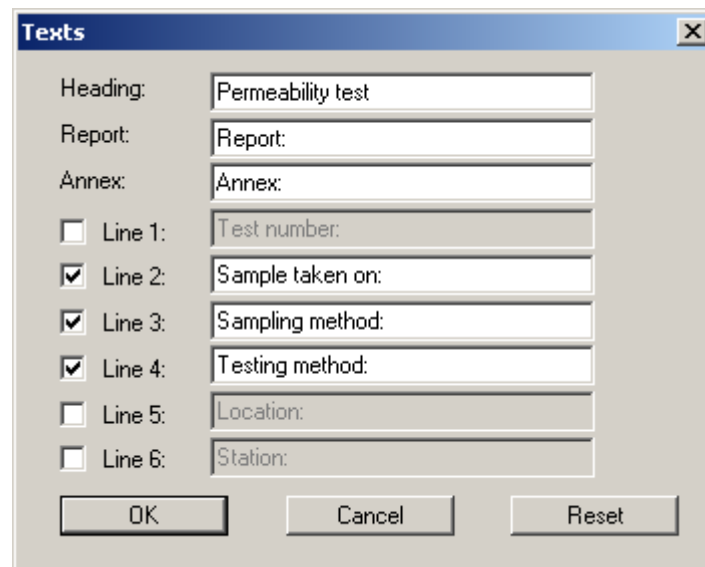 Texts
Heading: Permeability test
Report: Report:
Annex: Annex:
Line 1: Test number:
Line 2: Sample taken on:
Line 3: Sampling method:
Line 4: Testing method:
Line 5: Location:
Line 6: Station:
OK Cancel Reset